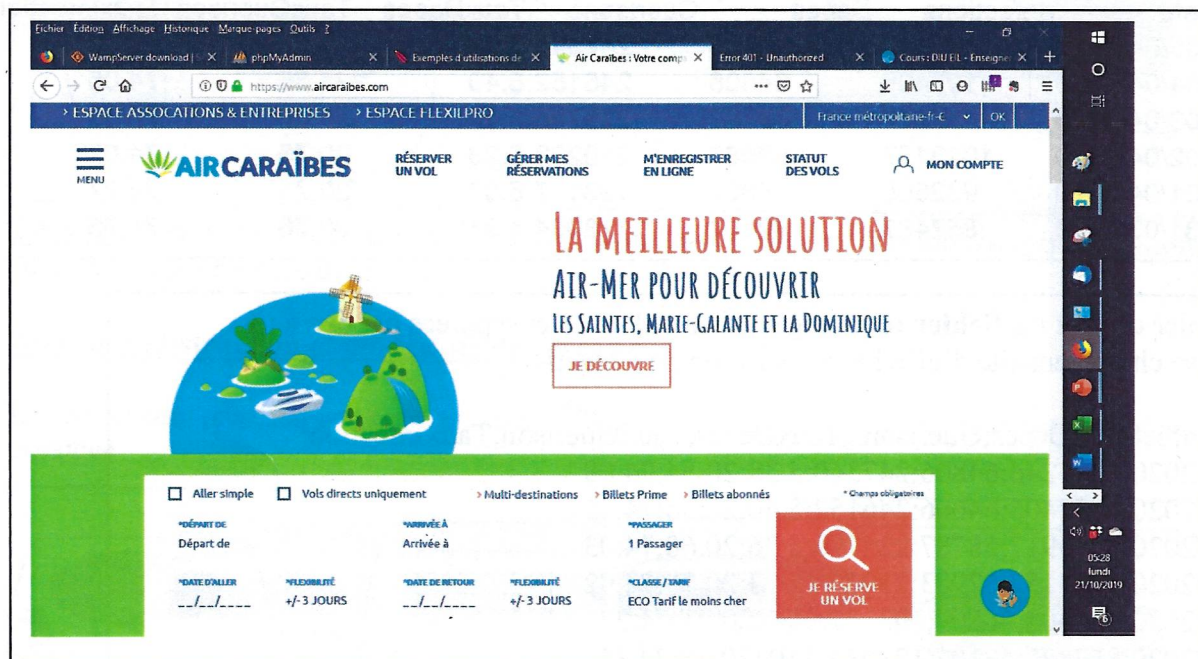 Fichier Édition Affichage Historique Marque-pages Outils ?
WampServer download | S X phpMyAdmin X Exemples d'utilisations de X Air Caraïbes : Votre comp X Error 401 - Unauthorized X Cours : DIU EIL - Enseigne X +
https://www.aircaraibes.com
> ESPACE ASSOCATIONS & ENTREPRISES > ESPACE FLEXILPRO France métropolitaine-fr-€ OK
MENU
AIR CARAÏBES
RÉSERVER UN VOL
GÉRER MES RÉSERVATIONS
M'ENREGISTRER EN LIGNE
STATUT DES VOLS
MON COMPTE
LA MEILLEURE SOLUTION
AIR-MER POUR DÉCOUVRIR
LES SAINTES, MARIE-GALANTE ET LA DOMINIQUE
JE DÉCOUVRE
Aller simple Vols directs uniquement > Multi-destinations > Billets Prime > Billets abonnés * Champs obligatoires
*DÉPART DE *ARRIVÉE À *PASSAGER
Départ de Arrivée à 1 Passager
*DATE D'ALLER *FLEXIBILITÉ *DATE DE RETOUR *FLEXIBILITÉ *CLASSE / TARIF
__/__/____ +/- 3 JOURS __/__/____ +/- 3 JOURS ECO Tarif le moins cher
JE RÉSERVE
UN VOL
05:28
lundi
21/10/2019
6